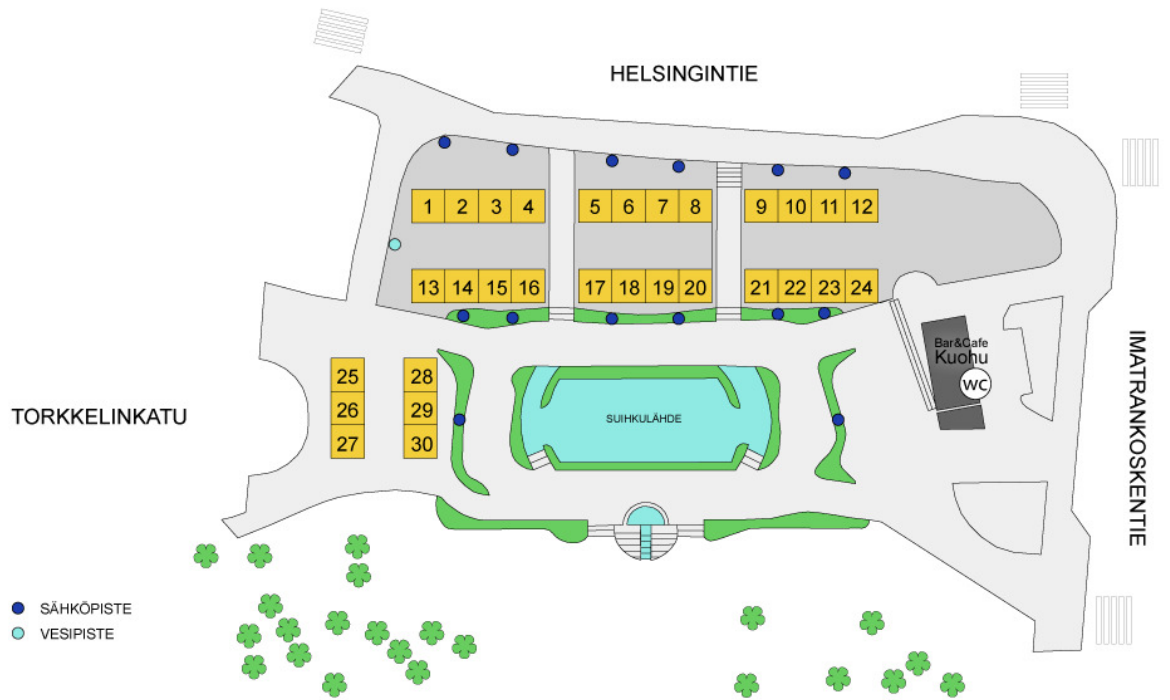 HELSINGINTIE
1 2 3 4 5 6 7 8 9 10 11 12
13 14 15 16 17 18 19 20 21 22 23 24
Bar&Cafe
Kuohu
WC
IMATRANKOSKENTIE
25 28
26 29
27 30
TORKKELINKATU
SUIHKULÄHDE
SÄHKÖPISTE
VESIPISTE